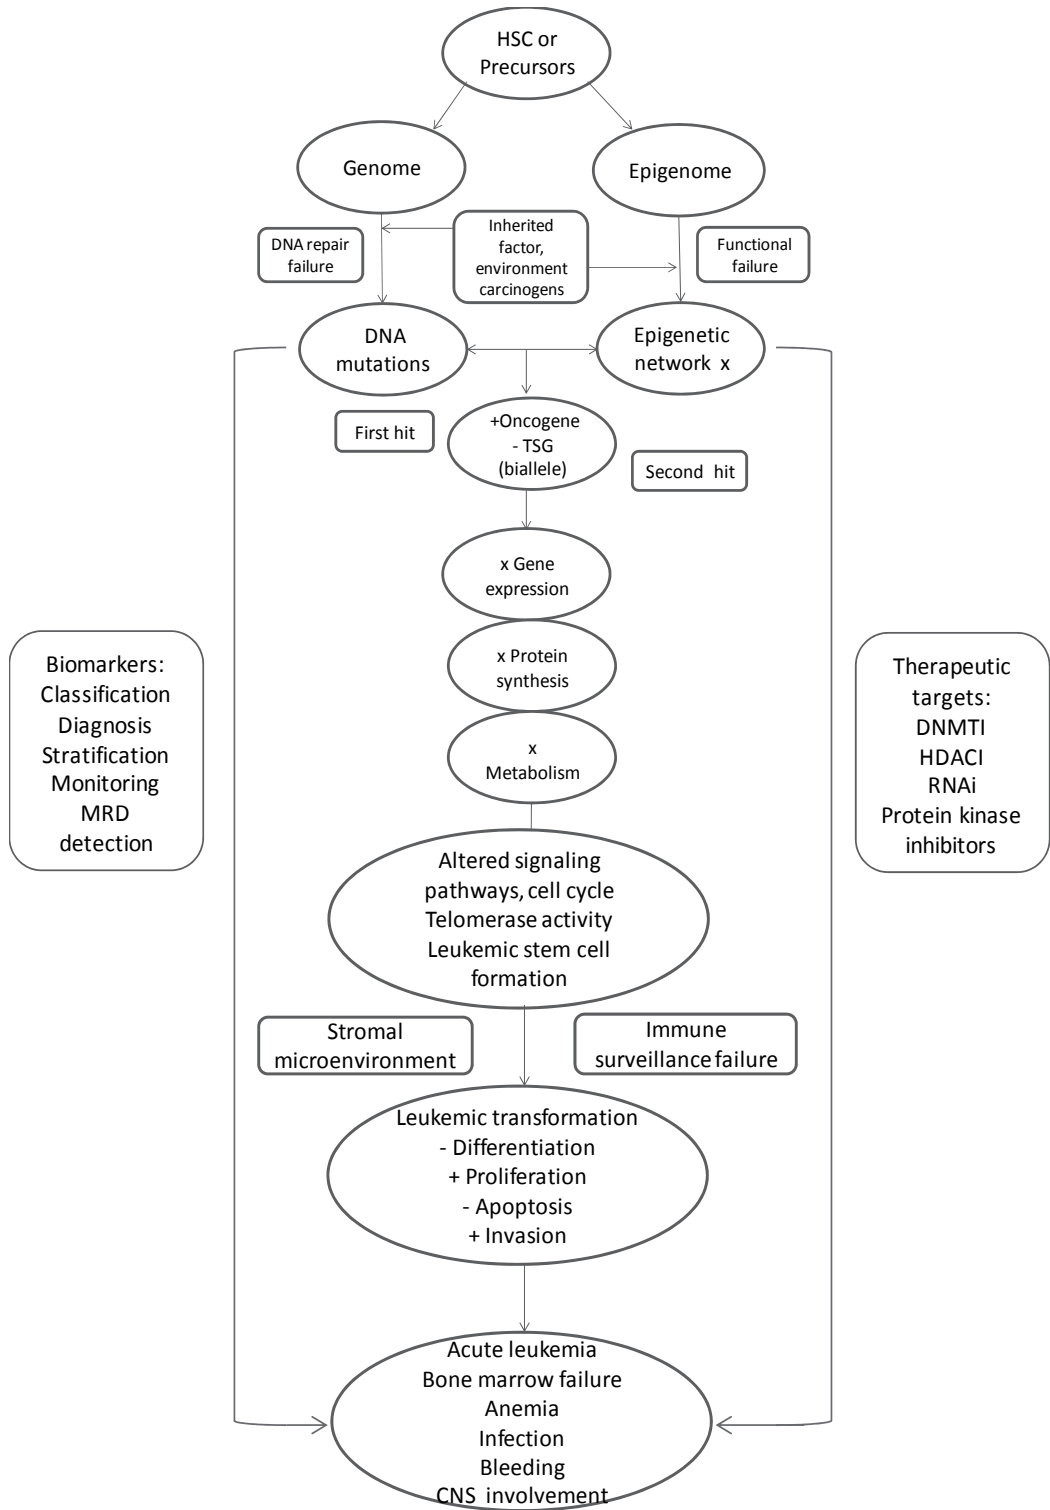 HSC or
Precursors
Genome
Epigenome
DNA repair
failure
Inherited
factor,
environment
carcinogens
Functional
failure
DNA
mutations
Epigenetic
network x
First hit
+Oncogene
- TSG
(biallele)
Second hit
x Gene
expression
x Protein
synthesis
x
Metabolism
Biomarkers:
Classification
Diagnosis
Stratification
Monitoring
MRD
detection
Therapeutic
targets:
DNMTI
HDACI
RNAi
Protein kinase
inhibitors
Altered signaling
pathways, cell cycle
Telomerase activity
Leukemic stem cell
formation
Stromal
microenvironment
Immune
surveillance failure
Leukemic transformation
- Differentiation
+ Proliferation
- Apoptosis
+ Invasion
Acute leukemia
Bone marrow failure
Anemia
Infection
Bleeding
CNS involvement